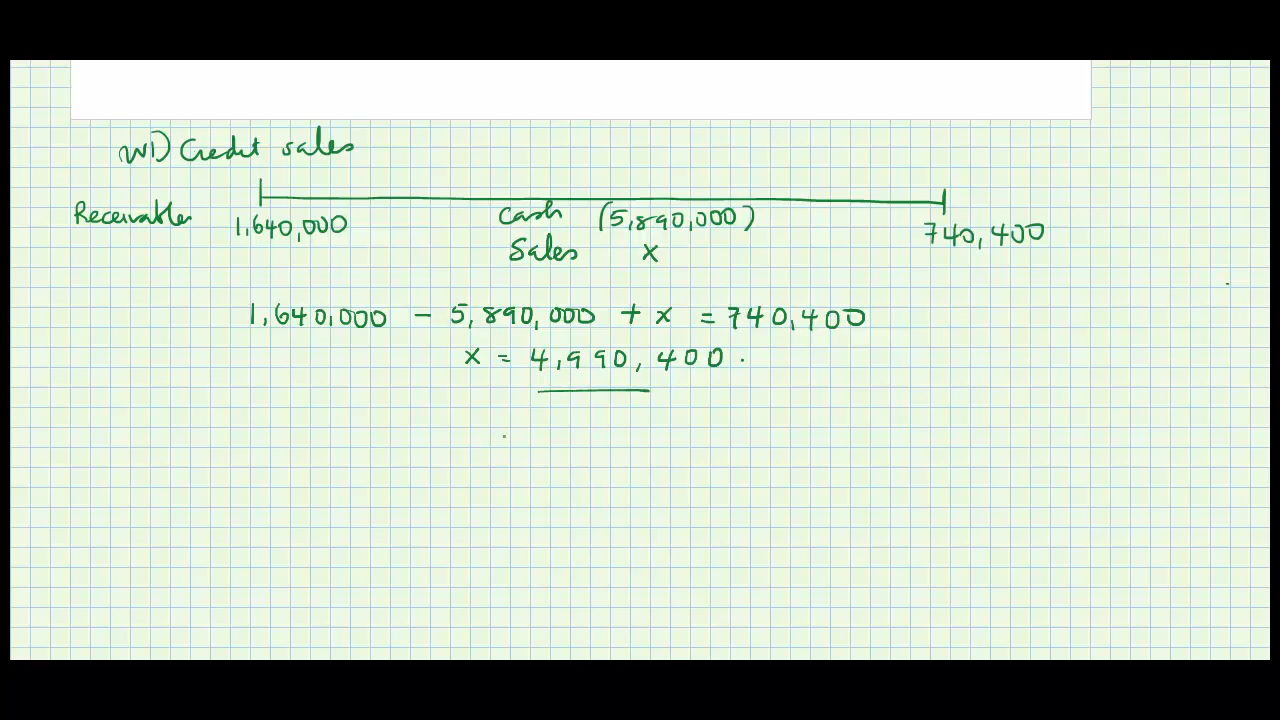 W1) Credit sales
Receivables 1,640,000 Cash (5,890,000) 740,400
Sales x
1,640,000 - 5,890,000 + x = 740,400
x = 4,990,400.